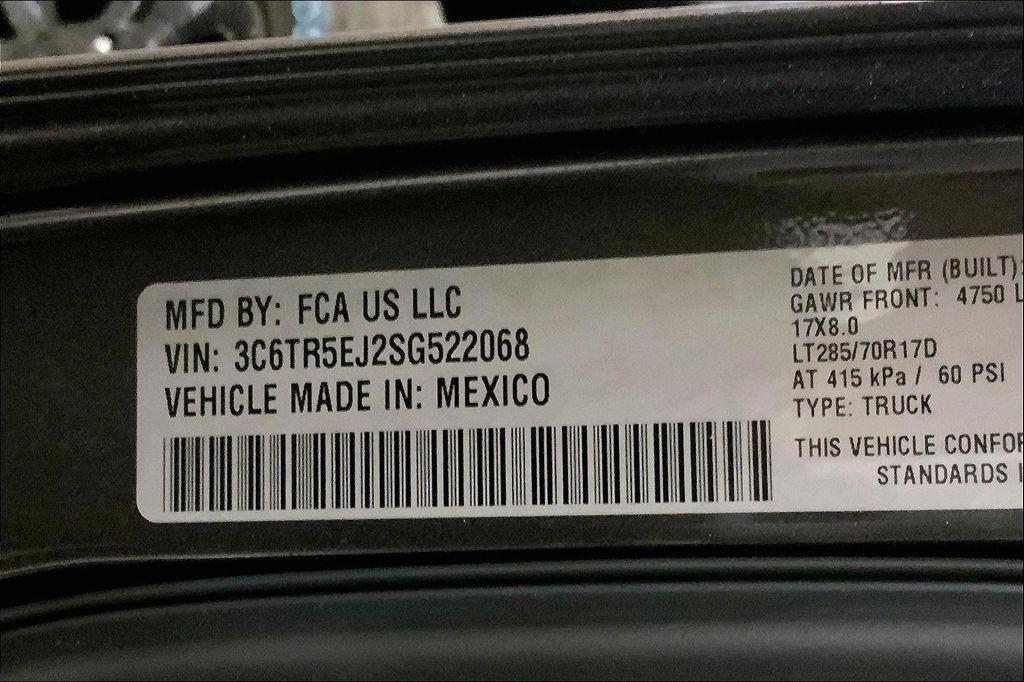 MFD BY: FCA US LLC
VIN: 3C6TR5EJ2SG522068
VEHICLE MADE IN: MEXICO
DATE OF MFR (BUILT):
GAWR FRONT: 4750 L
17X8.0
LT285/70R17D
AT 415 kPa / 60 PSI
TYPE: TRUCK
THIS VEHICLE CONFOR
STANDARDS